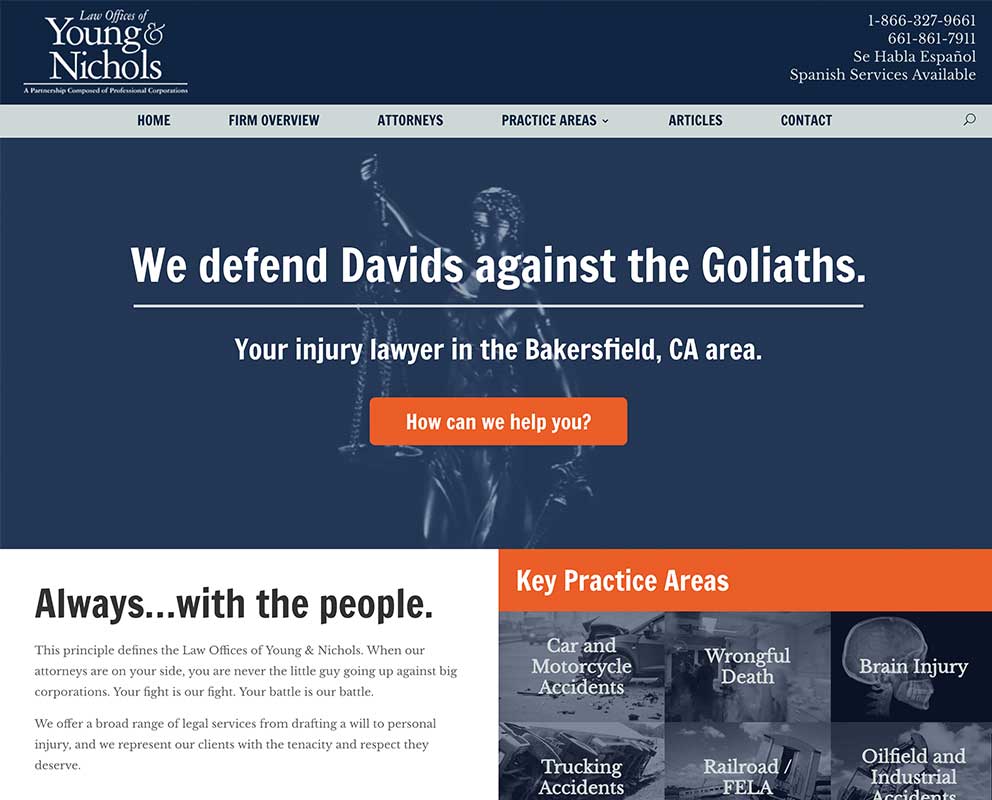 Law Offices of
Young &
Nichols
A Partnership Composed of Professional Corporations
1-866-327-9661
661-861-7911
Se Habla Español
Spanish Services Available
HOME FIRM OVERVIEW ATTORNEYS PRACTICE AREAS ARTICLES CONTACT
We defend Davids against the Goliaths.
Your injury lawyer in the Bakersfield, CA area.
How can we help you?
Always...with the people.
This principle defines the Law Offices of Young & Nichols. When our
attorneys are on your side, you are never the little guy going up against big
corporations. Your fight is our fight. Your battle is our battle.
We offer a broad range of legal services from drafting a will to personal
injury, and we represent our clients with the tenacity and respect they
deserve.
Key Practice Areas
Car and
Motorcycle
Accidents
Wrongful
Death
Brain Injury
Trucking
Accidents
Railroad /
FELA
Oilfield and
Industrial
Accidents